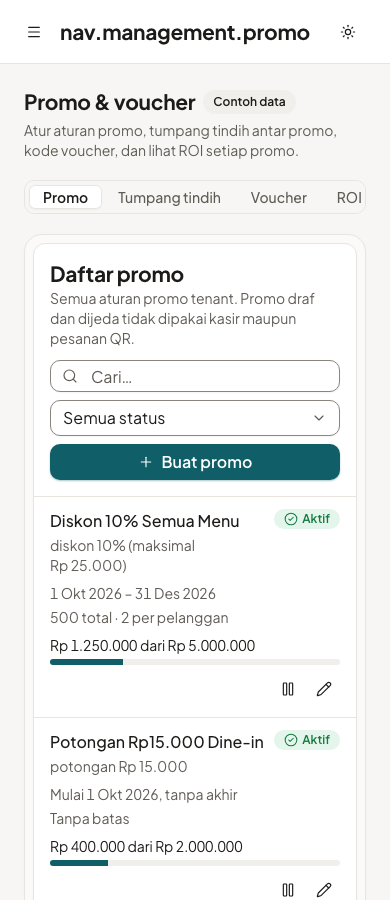 nav.management.promo
Promo & voucher
Contoh data
Atur aturan promo, tumpang tindih antar promo,
kode voucher, dan lihat ROI setiap promo.
Promo
Tumpang tindih
Voucher
ROI
Daftar promo
Semua aturan promo tenant. Promo draf
dan dijeda tidak dipakai kasir maupun
pesanan QR.
Cari...
Semua status
Buat promo
Diskon 10% Semua Menu
Aktif
diskon 10% (maksimal
Rp 25.000)
1 Okt 2026 – 31 Des 2026
500 total · 2 per pelanggan
Rp 1.250.000 dari Rp 5.000.000
Potongan Rp15.000 Dine-in
Aktif
potongan Rp 15.000
Mulai 1 Okt 2026, tanpa akhir
Tanpa batas
Rp 400.000 dari Rp 2.000.000